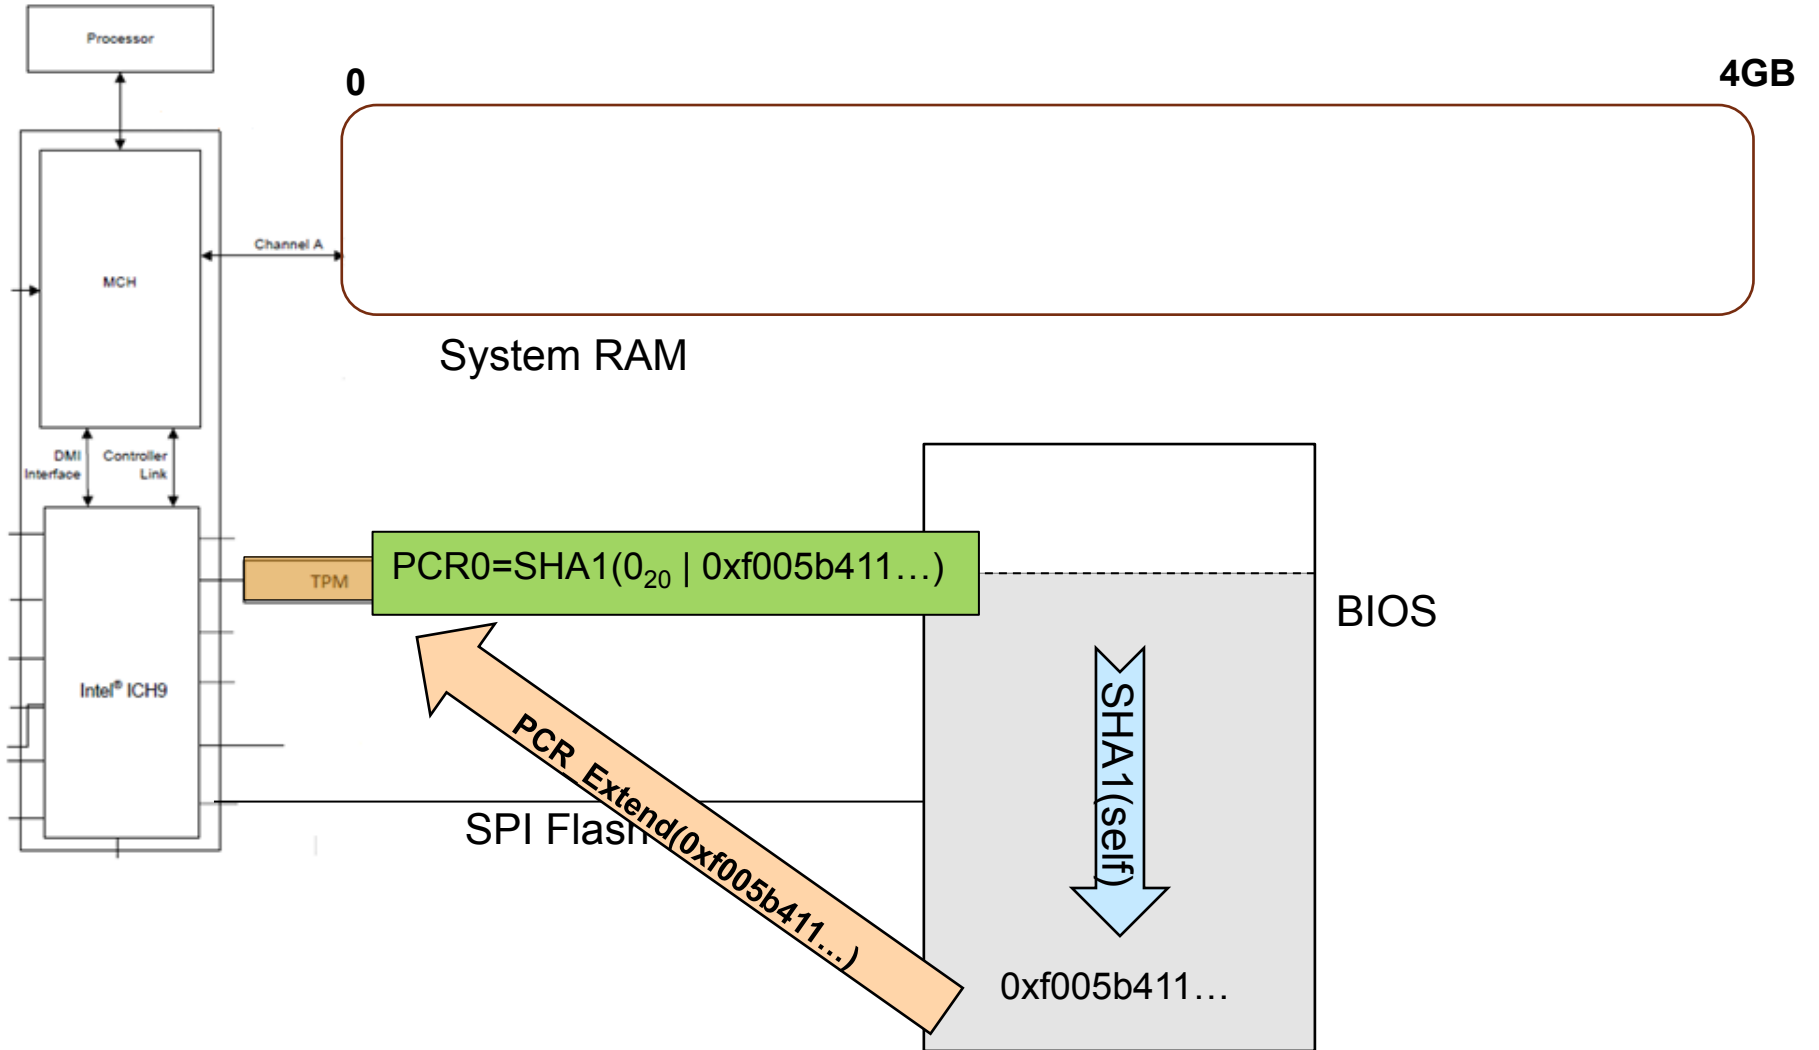 Processor
0
4GB
Channel A
MCH
System RAM
DMI
Interface
Controller
Link
TPM
PCR0=SHA1(0₂₀ | 0xf005b411…)
BIOS
Intel® ICH9
SHA1(self)
PCR_Extend(0xf005b411…)
SPI Flash
0xf005b411…